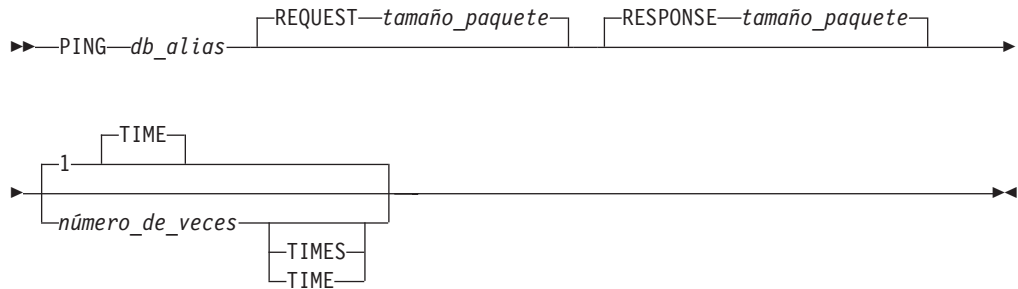 REQUEST tamaño_paquete RESPONSE tamaño_paquete
PING db_alias
TIME
1
número_de_veces
TIMES
TIME